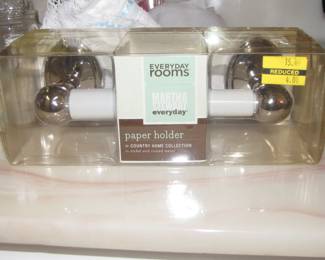 EVERYDAY
rooms
MARTHA
STEWART
everyday
paper holder
COUNTRY HOME COLLECTION
REDUCED